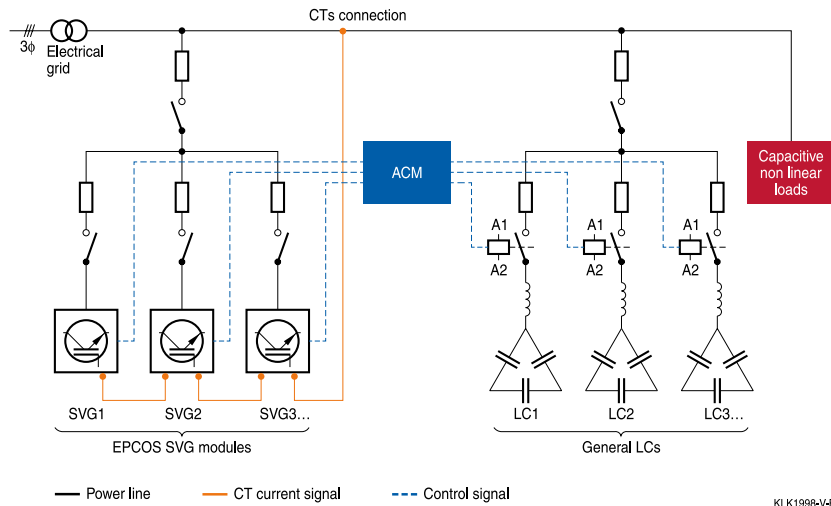 CTs connection
3ϕ
Electrical
grid
ACM
Capacitive
non linear
loads
A1
A1
A1
A2
A2
A2
SVG1
SVG2
SVG3...
LC1
LC2
LC3...
EPCOS SVG modules
General LCs
Power line
CT current signal
Control signal